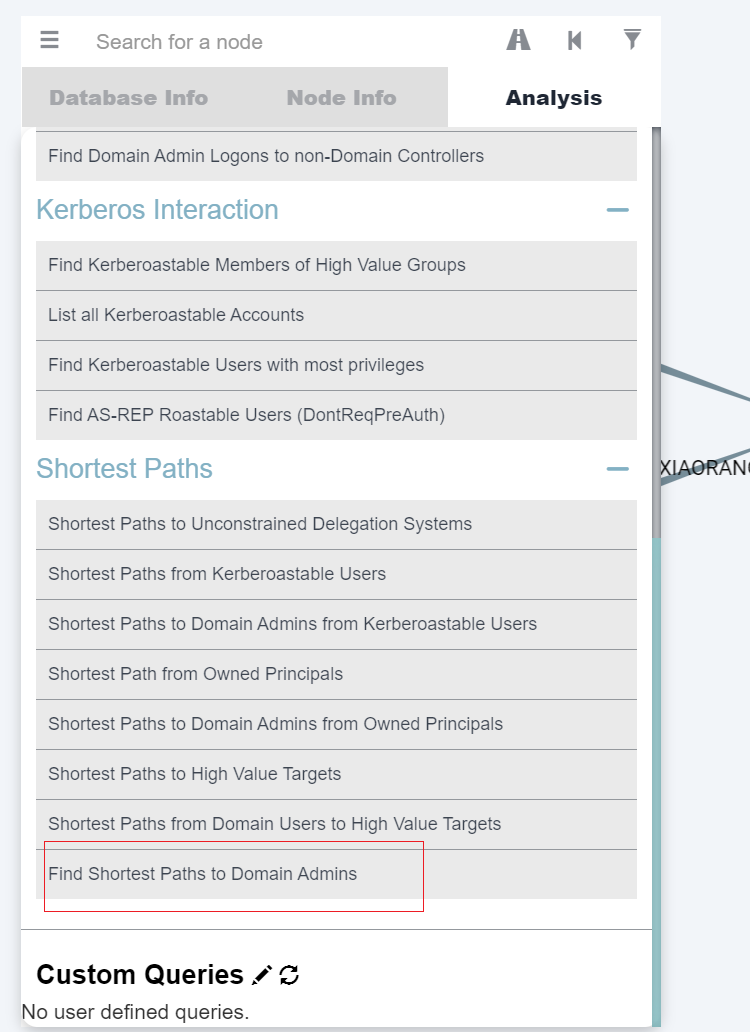 Search for a node
Database Info Node Info Analysis
Find Domain Admin Logons to non-Domain Controllers
Kerberos Interaction
Find Kerberoastable Members of High Value Groups
List all Kerberoastable Accounts
Find Kerberoastable Users with most privileges
Find AS-REP Roastable Users (DontReqPreAuth)
Shortest Paths
XIAORANG
Shortest Paths to Unconstrained Delegation Systems
Shortest Paths from Kerberoastable Users
Shortest Paths to Domain Admins from Kerberoastable Users
Shortest Path from Owned Principals
Shortest Paths to Domain Admins from Owned Principals
Shortest Paths to High Value Targets
Shortest Paths from Domain Users to High Value Targets
Find Shortest Paths to Domain Admins
Custom Queries
No user defined queries.